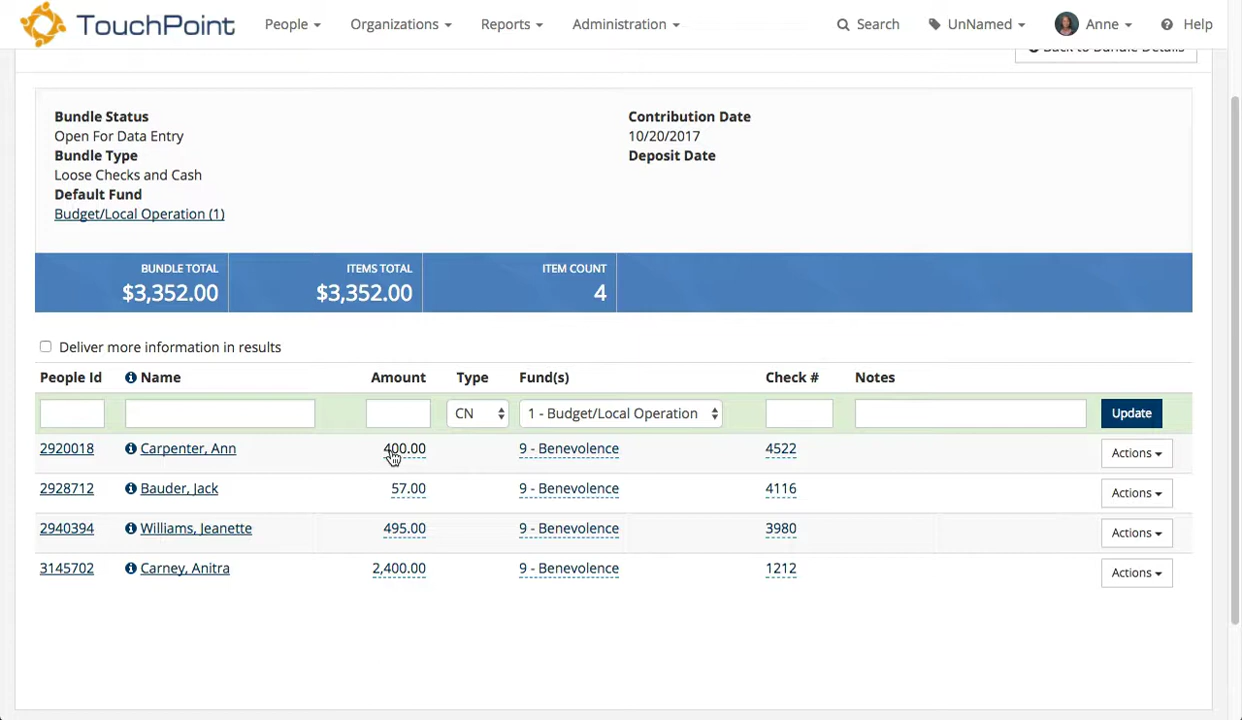 TouchPoint People Organizations Reports Administration Search UnNamed Anne Help
Back to Bundle Details
Bundle Status
Open For Data Entry
Bundle Type
Loose Checks and Cash
Default Fund
Budget/Local Operation (1)
Contribution Date
10/20/2017
Deposit Date
BUNDLE TOTAL ITEMS TOTAL ITEM COUNT
$3,352.00 $3,352.00 4
Deliver more information in results
People Id Name Amount Type Fund(s) Check # Notes
CN 1 - Budget/Local Operation Update
2920018 Carpenter, Ann 400.00 9 - Benevolence 4522 Actions
2928712 Bauder, Jack 57.00 9 - Benevolence 4116 Actions
2940394 Williams, Jeanette 495.00 9 - Benevolence 3980 Actions
3145702 Carney, Anitra 2,400.00 9 - Benevolence 1212 Actions